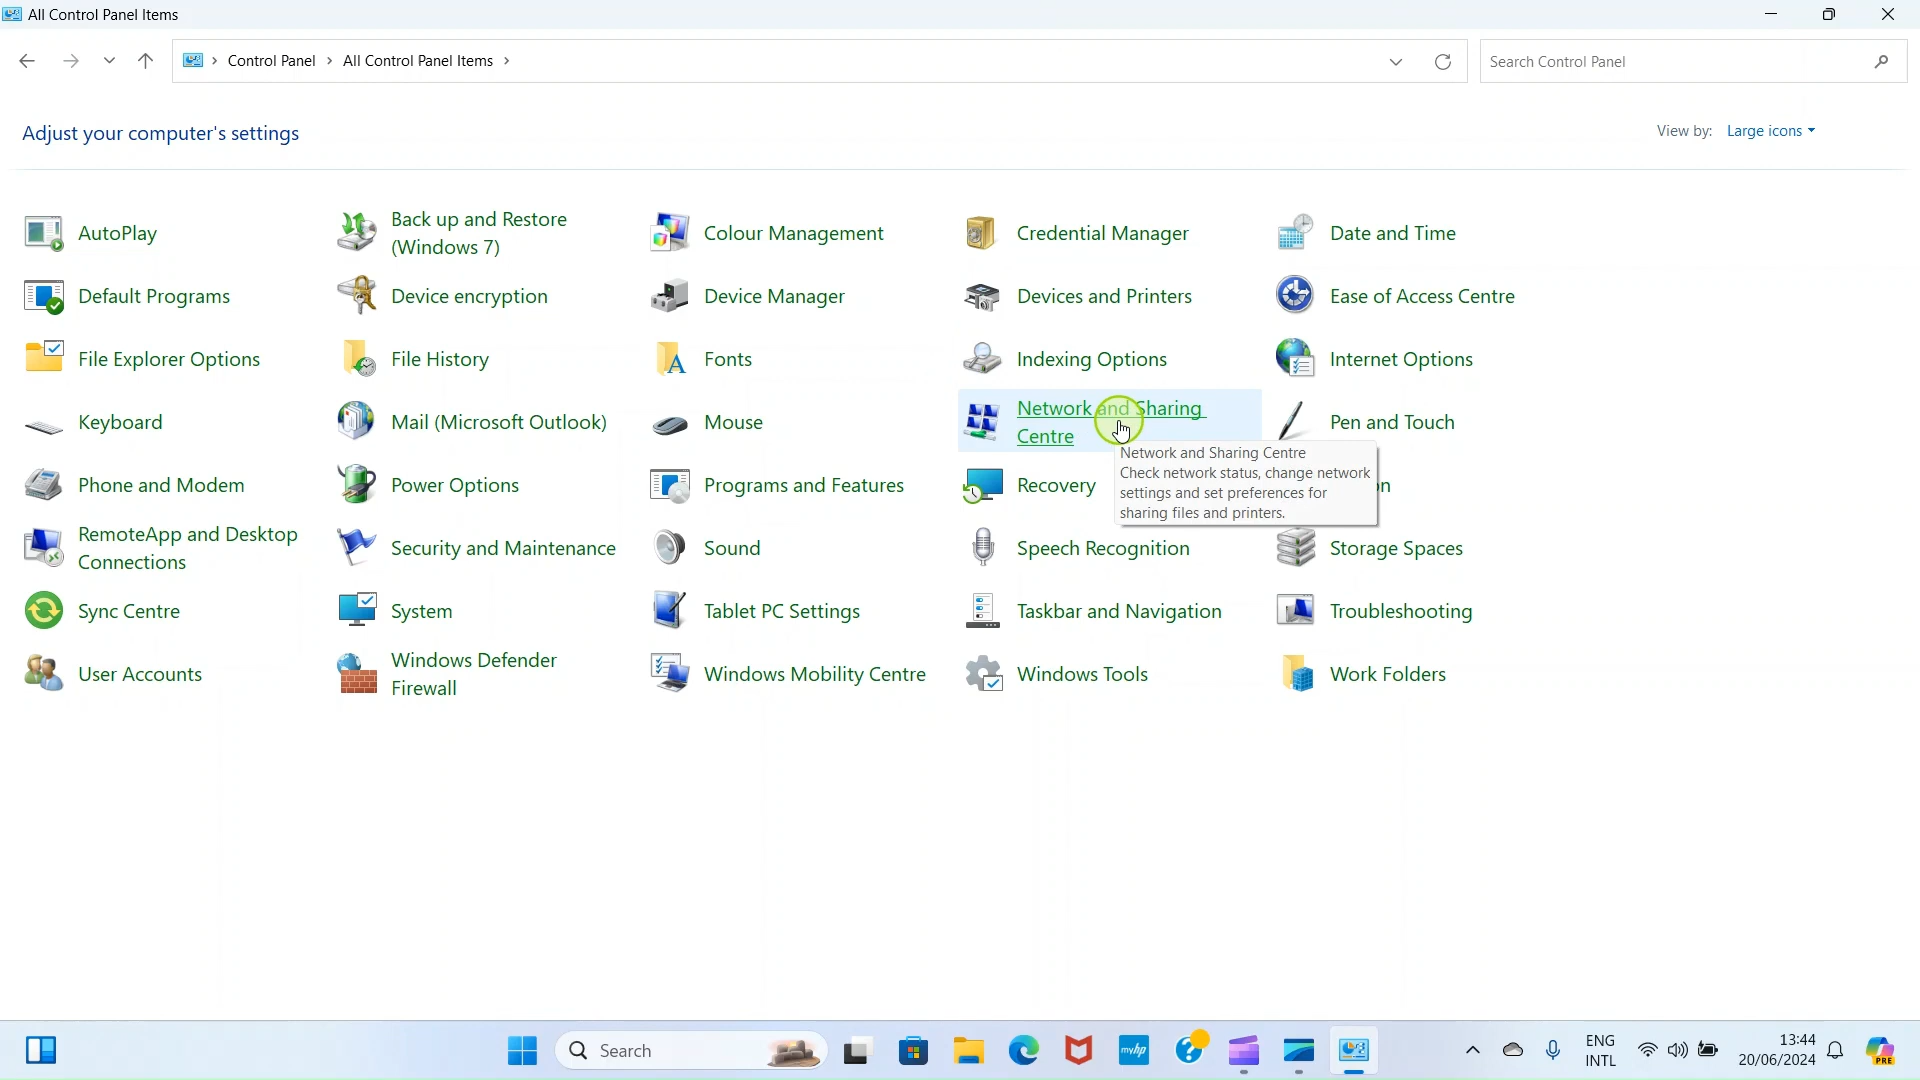 All Control Panel Items
Control Panel > All Control Panel Items >
Search Control Panel
Adjust your computer's settings
View by: Large icons
AutoPlay
Back up and Restore
(Windows 7)
Colour Management
Credential Manager
Date and Time
Default Programs
Device encryption
Device Manager
Devices and Printers
Ease of Access Centre
File Explorer Options
File History
Fonts
Indexing Options
Internet Options
Keyboard
Mail (Microsoft Outlook)
Mouse
Network and Sharing
Centre
Pen and Touch
Network and Sharing Centre
Check network status, change network
settings and set preferences for
sharing files and printers.
Phone and Modem
Power Options
Programs and Features
Recovery
RemoteApp and Desktop
Connections
Security and Maintenance
Sound
Speech Recognition
Storage Spaces
Sync Centre
System
Tablet PC Settings
Taskbar and Navigation
Troubleshooting
User Accounts
Windows Defender
Firewall
Windows Mobility Centre
Windows Tools
Work Folders
Search
myhp
ENG
INTL
13:44
20/06/2024
PRE